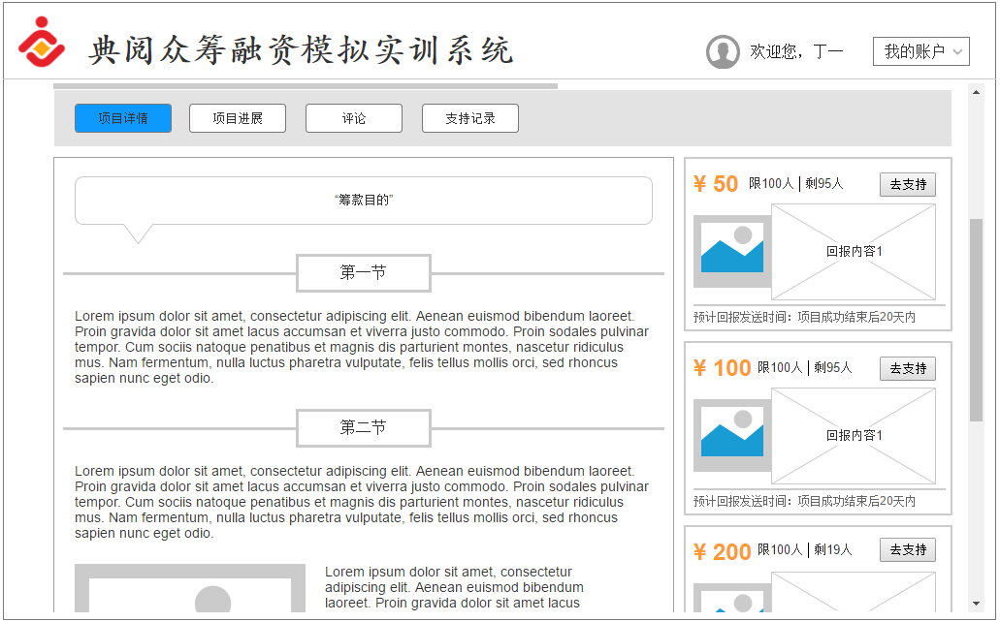 典阅众筹融资模拟实训系统
欢迎您，丁一
我的账户
项目详情
项目进展
评论
支持记录
“筹款目的”
第一节
Lorem ipsum dolor sit amet, consectetur adipiscing elit. Aenean euismod bibendum laoreet.
Proin gravida dolor sit amet lacus accumsan et viverra justo commodo. Proin sodales pulvinar
tempor. Cum sociis natoque penatibus et magnis dis parturient montes, nascetur ridiculus
mus. Nam fermentum, nulla luctus pharetra vulputate, felis tellus mollis orci, sed rhoncus
sapien nunc eget odio.
第二节
Lorem ipsum dolor sit amet, consectetur adipiscing elit. Aenean euismod bibendum laoreet.
Proin gravida dolor sit amet lacus accumsan et viverra justo commodo. Proin sodales pulvinar
tempor. Cum sociis natoque penatibus et magnis dis parturient montes, nascetur ridiculus
mus. Nam fermentum, nulla luctus pharetra vulputate, felis tellus mollis orci, sed rhoncus
sapien nunc eget odio.
Lorem ipsum dolor sit amet, consectetur
adipiscing elit. Aenean euismod bibendum
laoreet. Proin gravida dolor sit amet lacus
¥ 50 限100人 | 剩95人 去支持
回报内容1
预计回报发送时间：项目成功结束后20天内
¥ 100 限100人 | 剩95人 去支持
回报内容1
预计回报发送时间：项目成功结束后20天内
¥ 200 限100人 | 剩19人 去支持